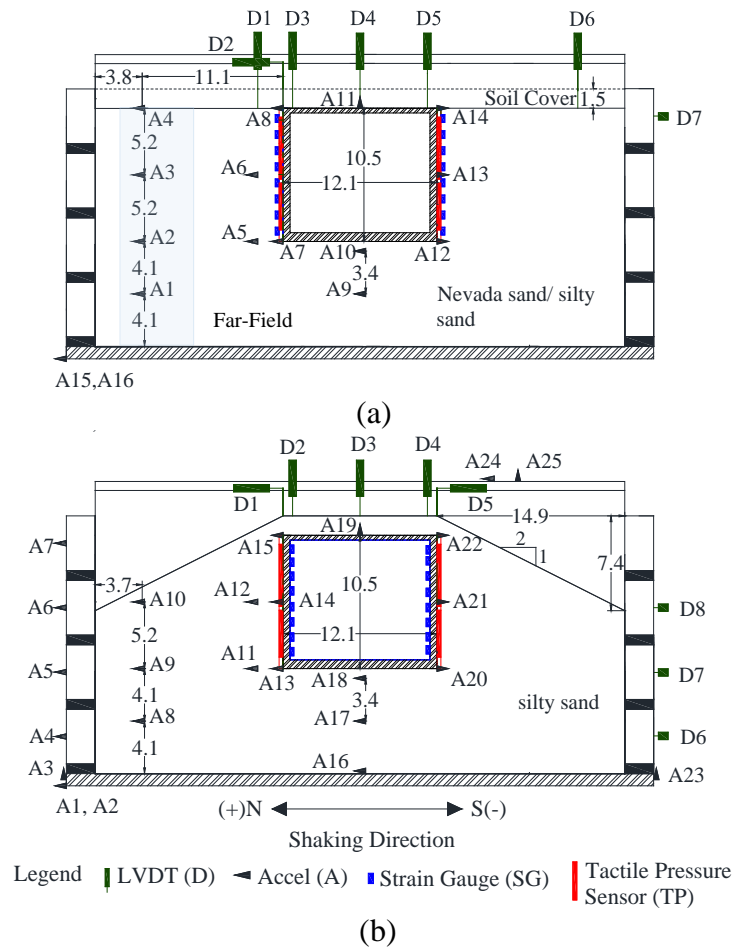 D1 D3 D4 D5 D6
D2
3.8 11.1
A11 Soil Cover 1.5
A4 A8 A14 D7
5.2
A3 A6 10.5 A13
12.1
5.2
A2 A5 A7 A10 A12
4.1 3.4
A1 A9 Nevada sand/ silty
sand
4.1 Far-Field
A15,A16
(a)
D2 D3 D4
A24 A25
D1 D5
14.9
A19 2
A7 A15 A22 1
7.4
3.7 10.5
A6 A10 A12 A14 A21 D8
5.2 12.1
A5 A9 A11 A13 A18 A20 D7
4.1 3.4 silty sand
A4 A8 A17 D6
4.1
A3 A16 A23
A1, A2 (+)N S(-)
Shaking Direction
Legend LVDT (D) Accel (A) Strain Gauge (SG) Tactile Pressure
Sensor (TP)
(b)